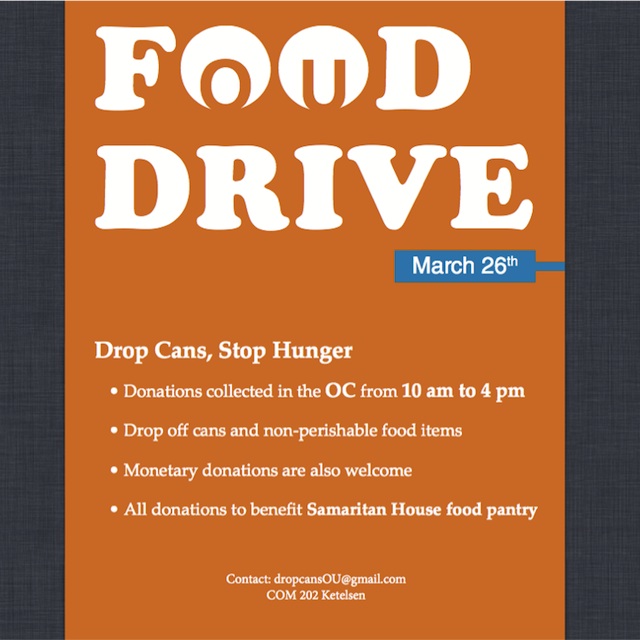 FOOD
OU
DRIVE
March 26th
Drop Cans, Stop Hunger
• Donations collected in the OC from 10 am to 4 pm
• Drop off cans and non-perishable food items
• Monetary donations are also welcome
• All donations to benefit Samaritan House food pantry
Contact: dropcansOU@gmail.com
COM 202 Ketelsen